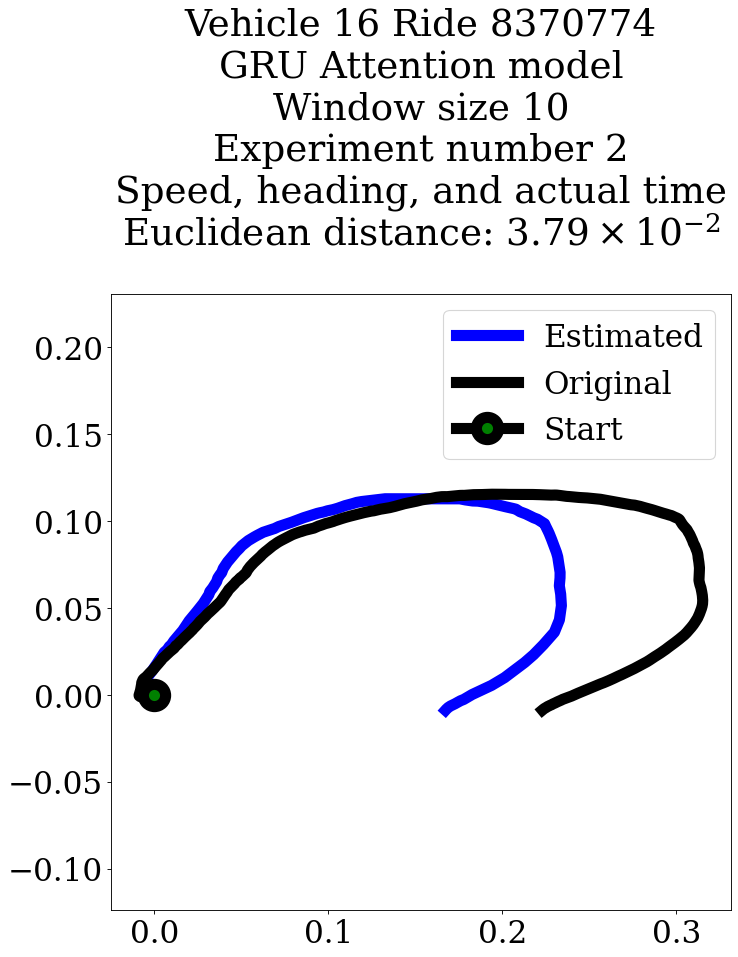 Vehicle 16 Ride 8370774
GRU Attention model
Window size 10
Experiment number 2
Speed, heading, and actual time
Euclidean distance: 3.79 × 10⁻²
Estimated
Original
Start
0.20
0.15
0.10
0.05
0.00
−0.05
−0.10
0.0 0.1 0.2 0.3